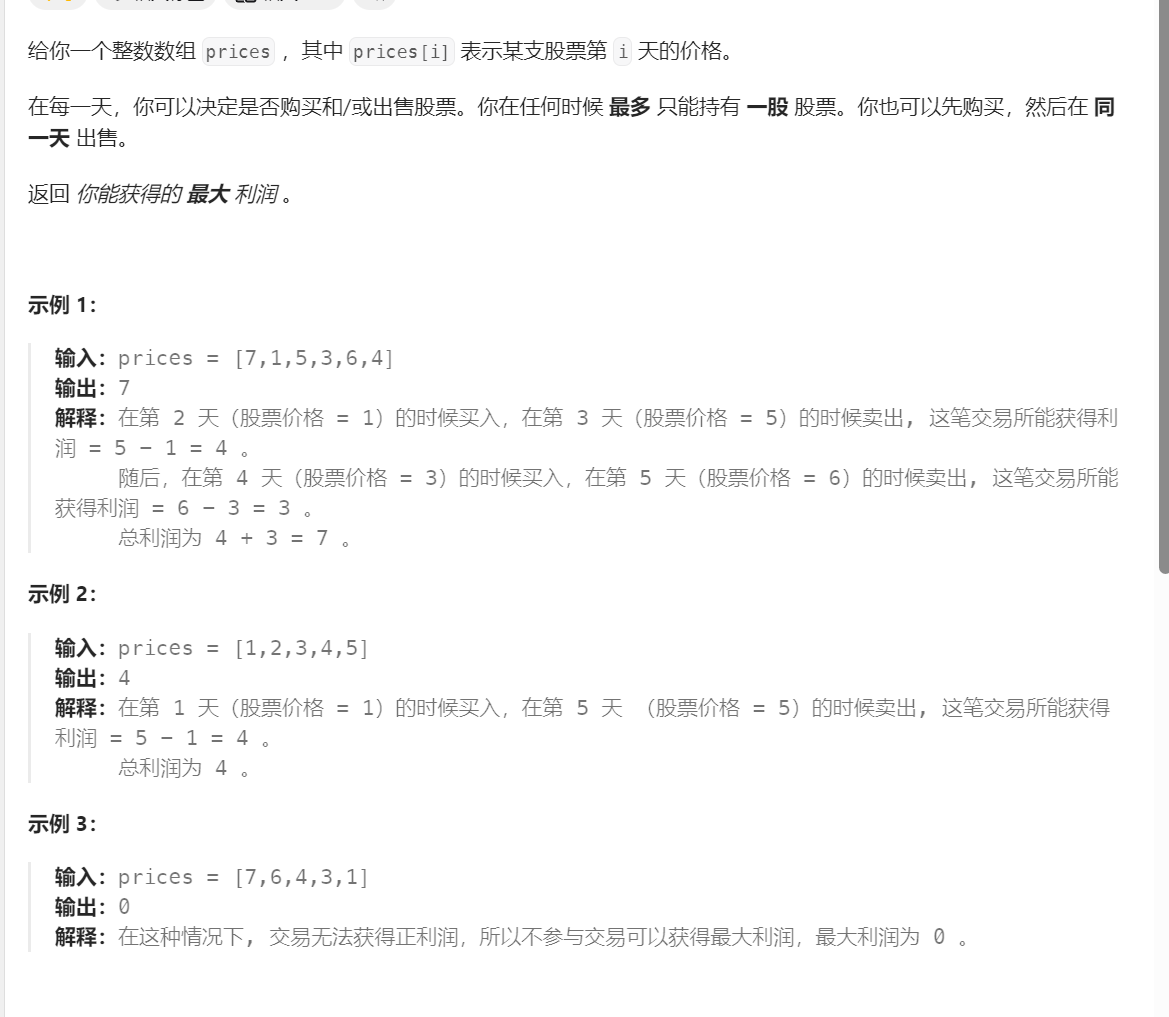 给你一个整数数组 prices ，其中 prices[i] 表示某支股票第 i 天的价格。
在每一天，你可以决定是否购买和/或出售股票。你在任何时候 最多 只能持有 一股 股票。你也可以先购买，然后在 同
一天 出售。
返回 你能获得的 最大 利润 。
示例 1：
输入：prices = [7,1,5,3,6,4]
输出：7
解释：在第 2 天（股票价格 = 1）的时候买入，在第 3 天（股票价格 = 5）的时候卖出, 这笔交易所能获得利
润 = 5 - 1 = 4 。
随后，在第 4 天（股票价格 = 3）的时候买入，在第 5 天（股票价格 = 6）的时候卖出, 这笔交易所能
获得利润 = 6 - 3 = 3 。
总利润为 4 + 3 = 7 。
示例 2：
输入：prices = [1,2,3,4,5]
输出：4
解释：在第 1 天（股票价格 = 1）的时候买入，在第 5 天 （股票价格 = 5）的时候卖出, 这笔交易所能获得
利润 = 5 - 1 = 4 。
总利润为 4 。
示例 3：
输入：prices = [7,6,4,3,1]
输出：0
解释：在这种情况下, 交易无法获得正利润，所以不参与交易可以获得最大利润，最大利润为 0 。